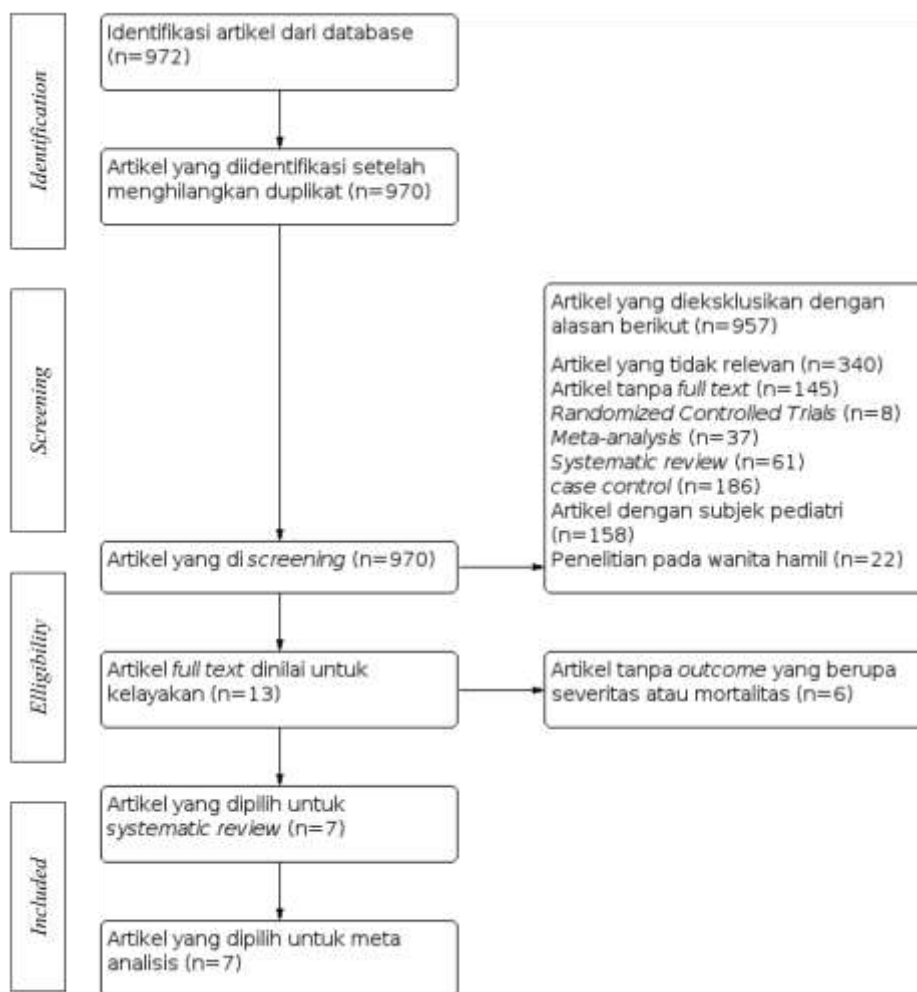 Identification
Identifikasi artikel dari database
(n=972)
Artikel yang diidentifikasi setelah
menghilangkan duplikat (n=970)
Screening
Artikel yang dieksklusikan dengan
alasan berikut (n=957)
Artikel yang tidak relevan (n=340)
Artikel tanpa full text (n=145)
Randomized Controlled Trials (n=8)
Meta-analysis (n=37)
Systematic review (n=61)
case control (n=186)
Artikel dengan subjek pediatri
(n=158)
Penelitian pada wanita hamil (n=22)
Artikel yang di screening (n=970)
Elligibility
Artikel full text dinilai untuk
kelayakan (n=13)
Artikel tanpa outcome yang berupa
severitas atau mortalitas (n=6)
Included
Artikel yang dipilih untuk
systematic review (n=7)
Artikel yang dipilih untuk meta
analisis (n=7)